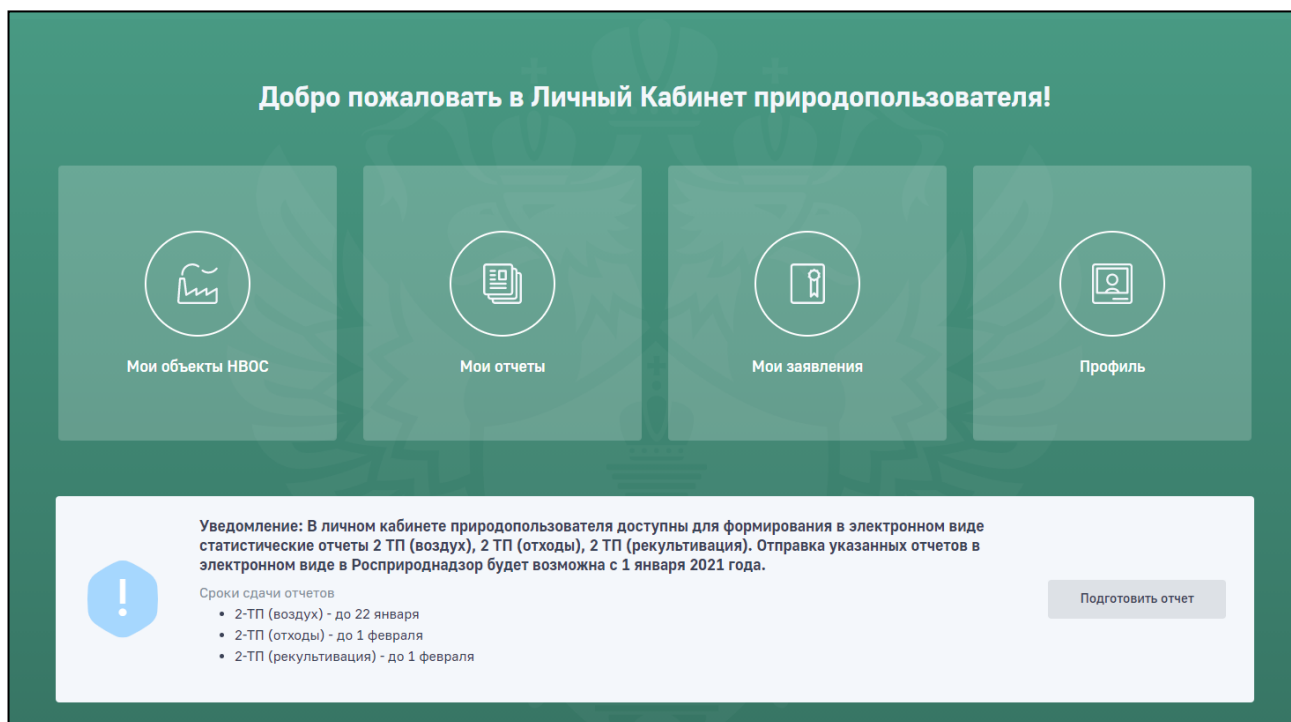 Добро пожаловать в Личный Кабинет природопользователя!
Мои объекты НВОС
Мои отчеты
Мои заявления
Профиль
Уведомление: В личном кабинете природопользователя доступны для формирования в электронном виде
статистические отчеты 2 ТП (воздух), 2 ТП (отходы), 2 ТП (рекультивация). Отправка указанных отчетов в
электронном виде в Росприроднадзор будет возможна с 1 января 2021 года.
Сроки сдачи отчетов
• 2-ТП (воздух) - до 22 января
• 2-ТП (отходы) - до 1 февраля
• 2-ТП (рекультивация) - до 1 февраля
Подготовить отчет